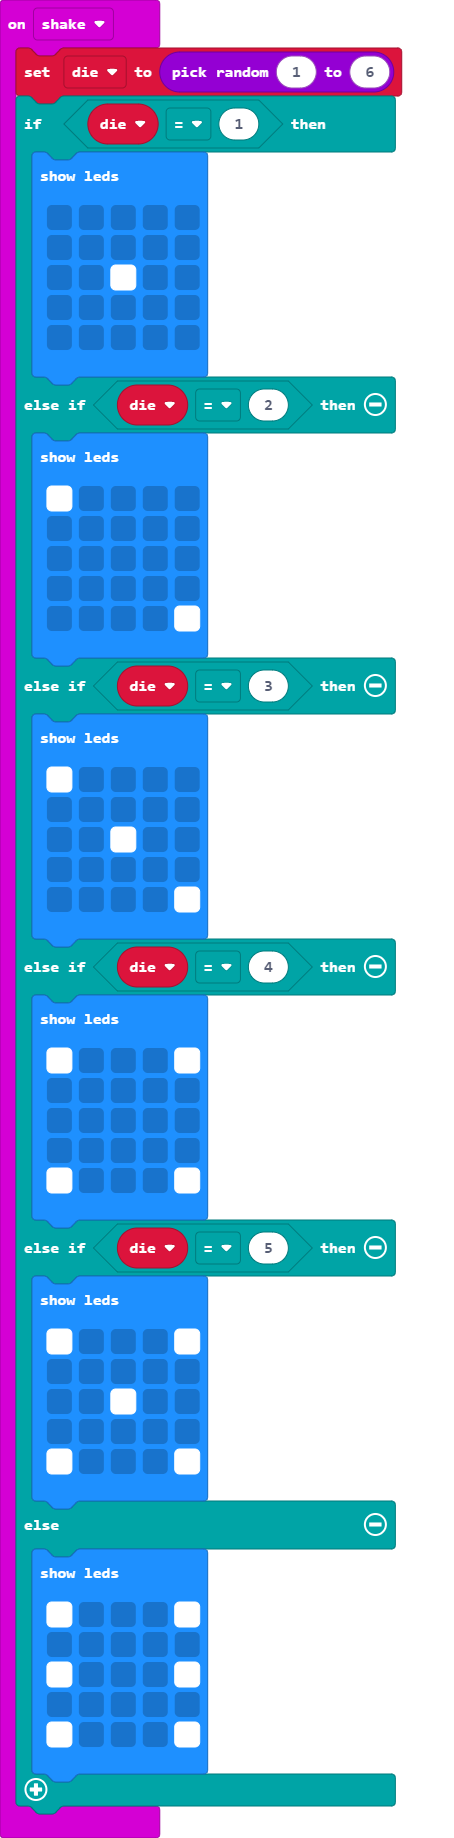 on shake
set die to pick random 1 to 6
if die = 1 then
show leds
else if die = 2 then
show leds
else if die = 3 then
show leds
else if die = 4 then
show leds
else if die = 5 then
show leds
else
show leds